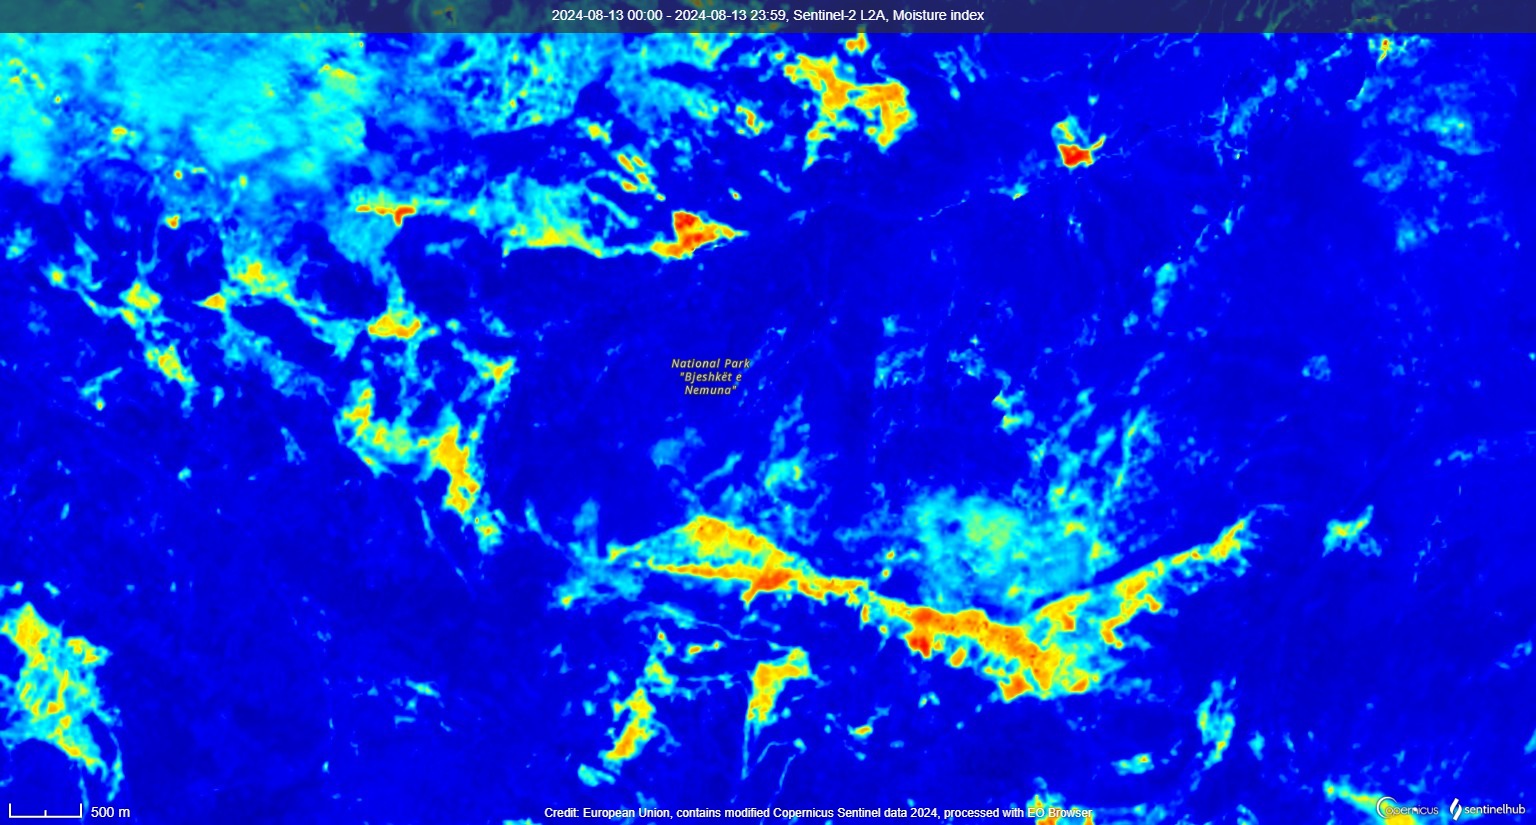 2024-08-13 00:00 - 2024-08-13 23:59, Sentinel-2 L2A, Moisture index
National Park
"Bjeshkët e
Nemuna"
500 m
Credit: European Union, contains modified Copernicus Sentinel data 2024, processed with EO Browser
opernicus
sentinelhub